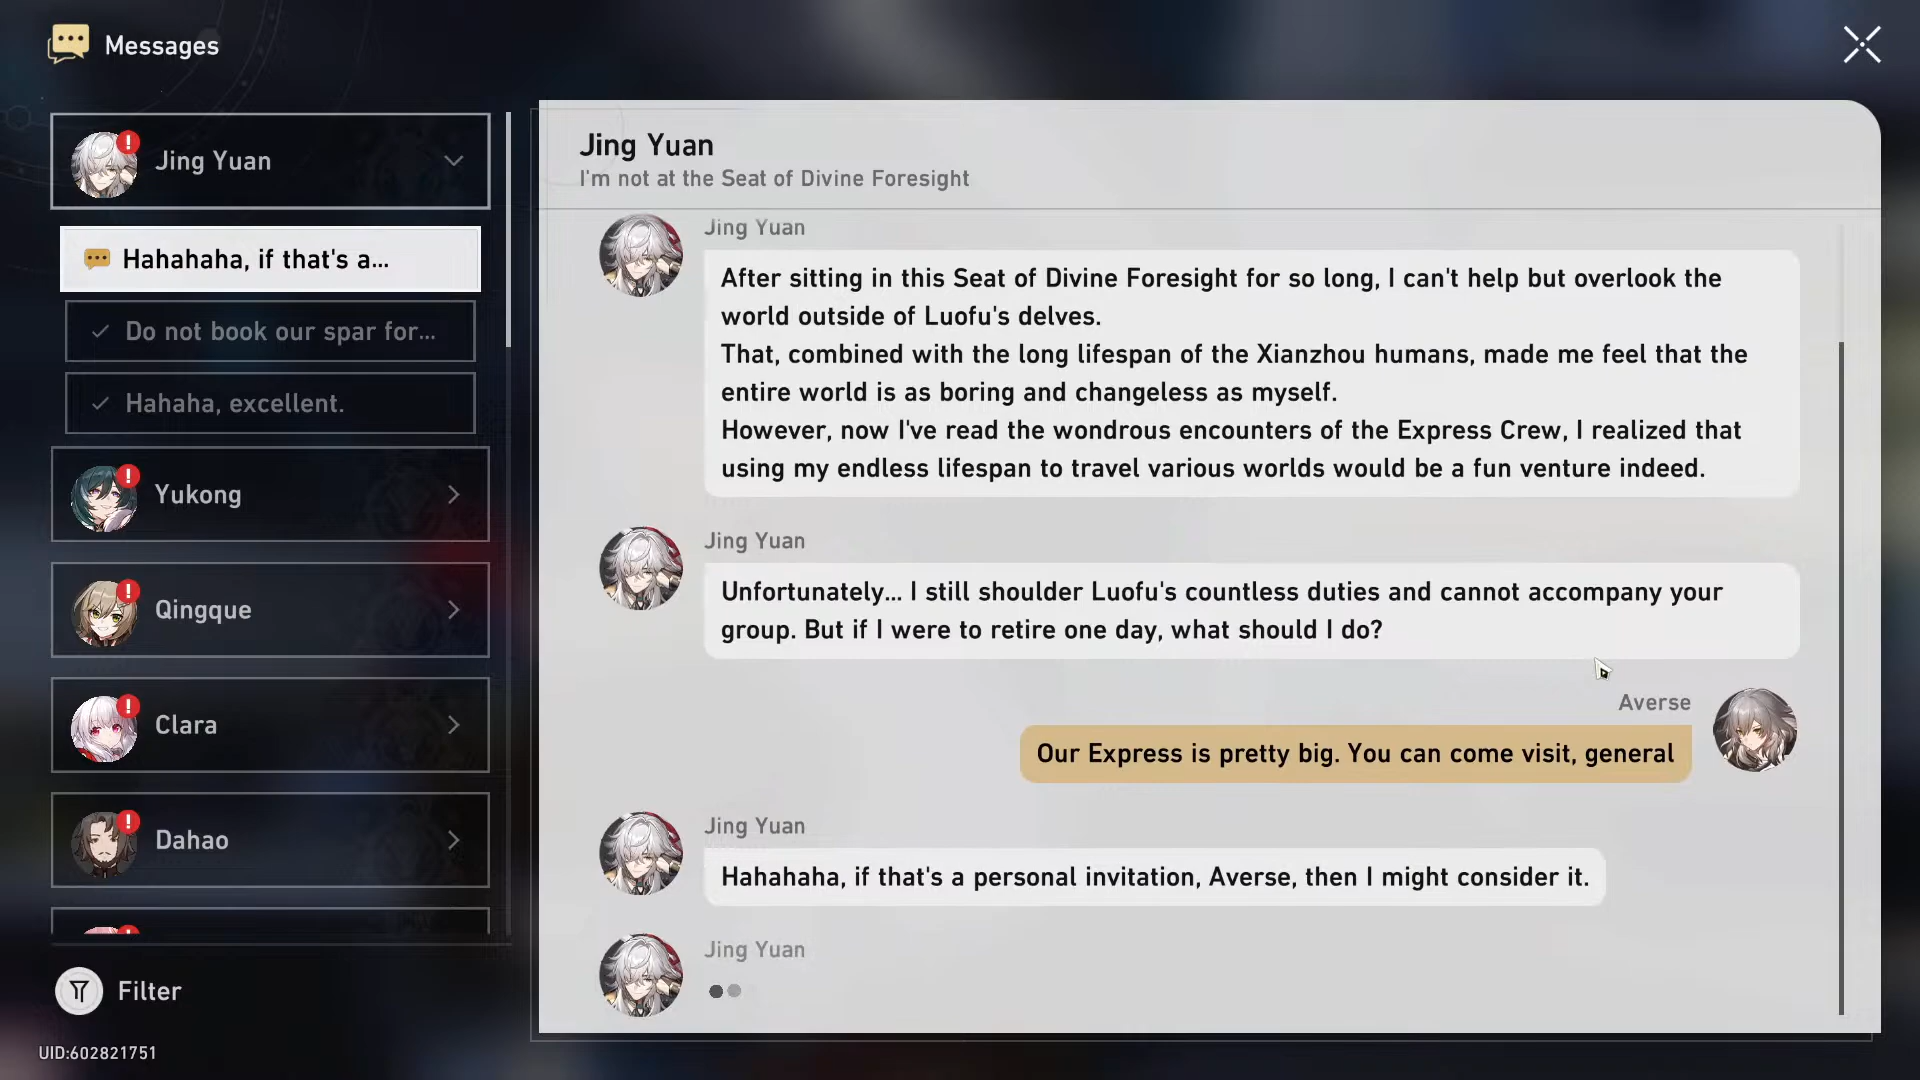 Messages
Jing Yuan
Hahahaha, if that's a...
Do not book our spar for...
Hahaha, excellent.
Yukong
Qingque
Clara
Dahao
Filter
UID:602821751
Jing Yuan
I'm not at the Seat of Divine Foresight
Jing Yuan
After sitting in this Seat of Divine Foresight for so long, I can't help but overlook the
world outside of Luofu's delves.
That, combined with the long lifespan of the Xianzhou humans, made me feel that the
entire world is as boring and changeless as myself.
However, now I've read the wondrous encounters of the Express Crew, I realized that
using my endless lifespan to travel various worlds would be a fun venture indeed.
Jing Yuan
Unfortunately... I still shoulder Luofu's countless duties and cannot accompany your
group. But if I were to retire one day, what should I do?
Averse
Our Express is pretty big. You can come visit, general
Jing Yuan
Hahahaha, if that's a personal invitation, Averse, then I might consider it.
Jing Yuan